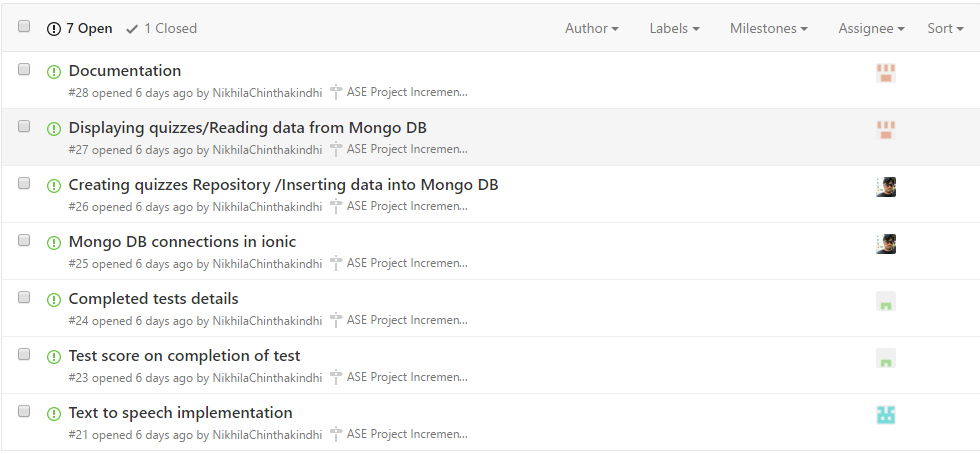 7 Open 1 Closed Author Labels Milestones Assignee Sort
Documentation
#28 opened 6 days ago by NikhilaChinthakindhi ASE Project Incremen...
Displaying quizzes/Reading data from Mongo DB
#27 opened 6 days ago by NikhilaChinthakindhi ASE Project Incremen...
Creating quizzes Repository /Inserting data into Mongo DB
#26 opened 6 days ago by NikhilaChinthakindhi ASE Project Incremen...
Mongo DB connections in ionic
#25 opened 6 days ago by NikhilaChinthakindhi ASE Project Incremen...
Completed tests details
#24 opened 6 days ago by NikhilaChinthakindhi ASE Project Incremen...
Test score on completion of test
#23 opened 6 days ago by NikhilaChinthakindhi ASE Project Incremen...
Text to speech implementation
#21 opened 6 days ago by NikhilaChinthakindhi ASE Project Incremen...